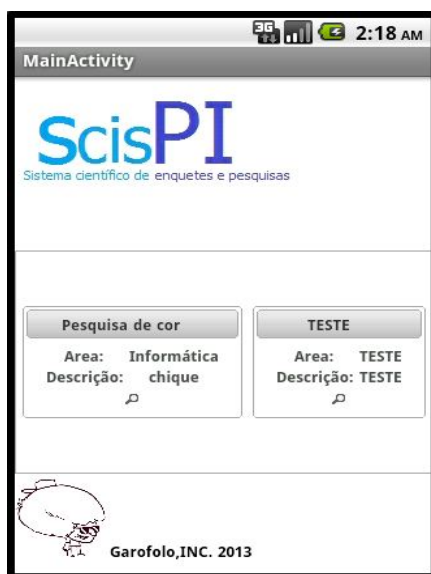 3G 2:18 AM
MainActivity
ScisPI
Sistema científico de enquetes e pesquisas
Pesquisa de cor
Area: Informática
Descrição: chique
TESTE
Area: TESTE
Descrição: TESTE
Garofolo,INC. 2013